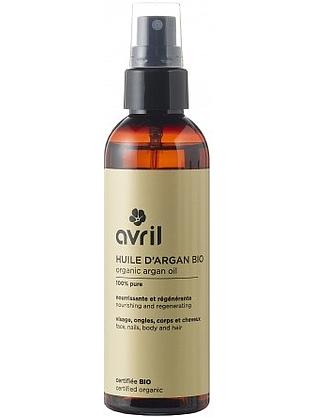 avril
HUILE D'ARGAN BIO
organic argan oil
100% pure
nourrissante et régénérante
nourishing and regenerating
visage, ongles, corps et cheveux
face, nails, body and hair
certifiée BIO
certified organic